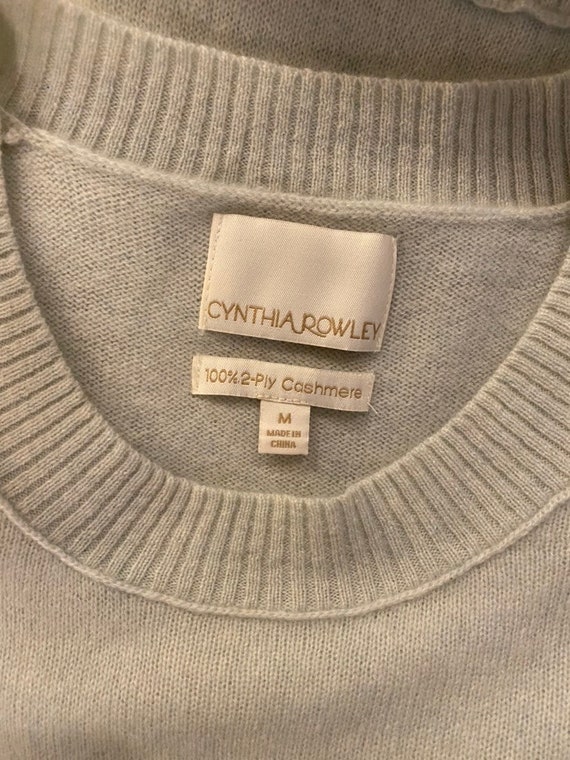 CYNTHIA ROWLEY
100% 2-Ply Cashmere
M
MADE IN
CHINA